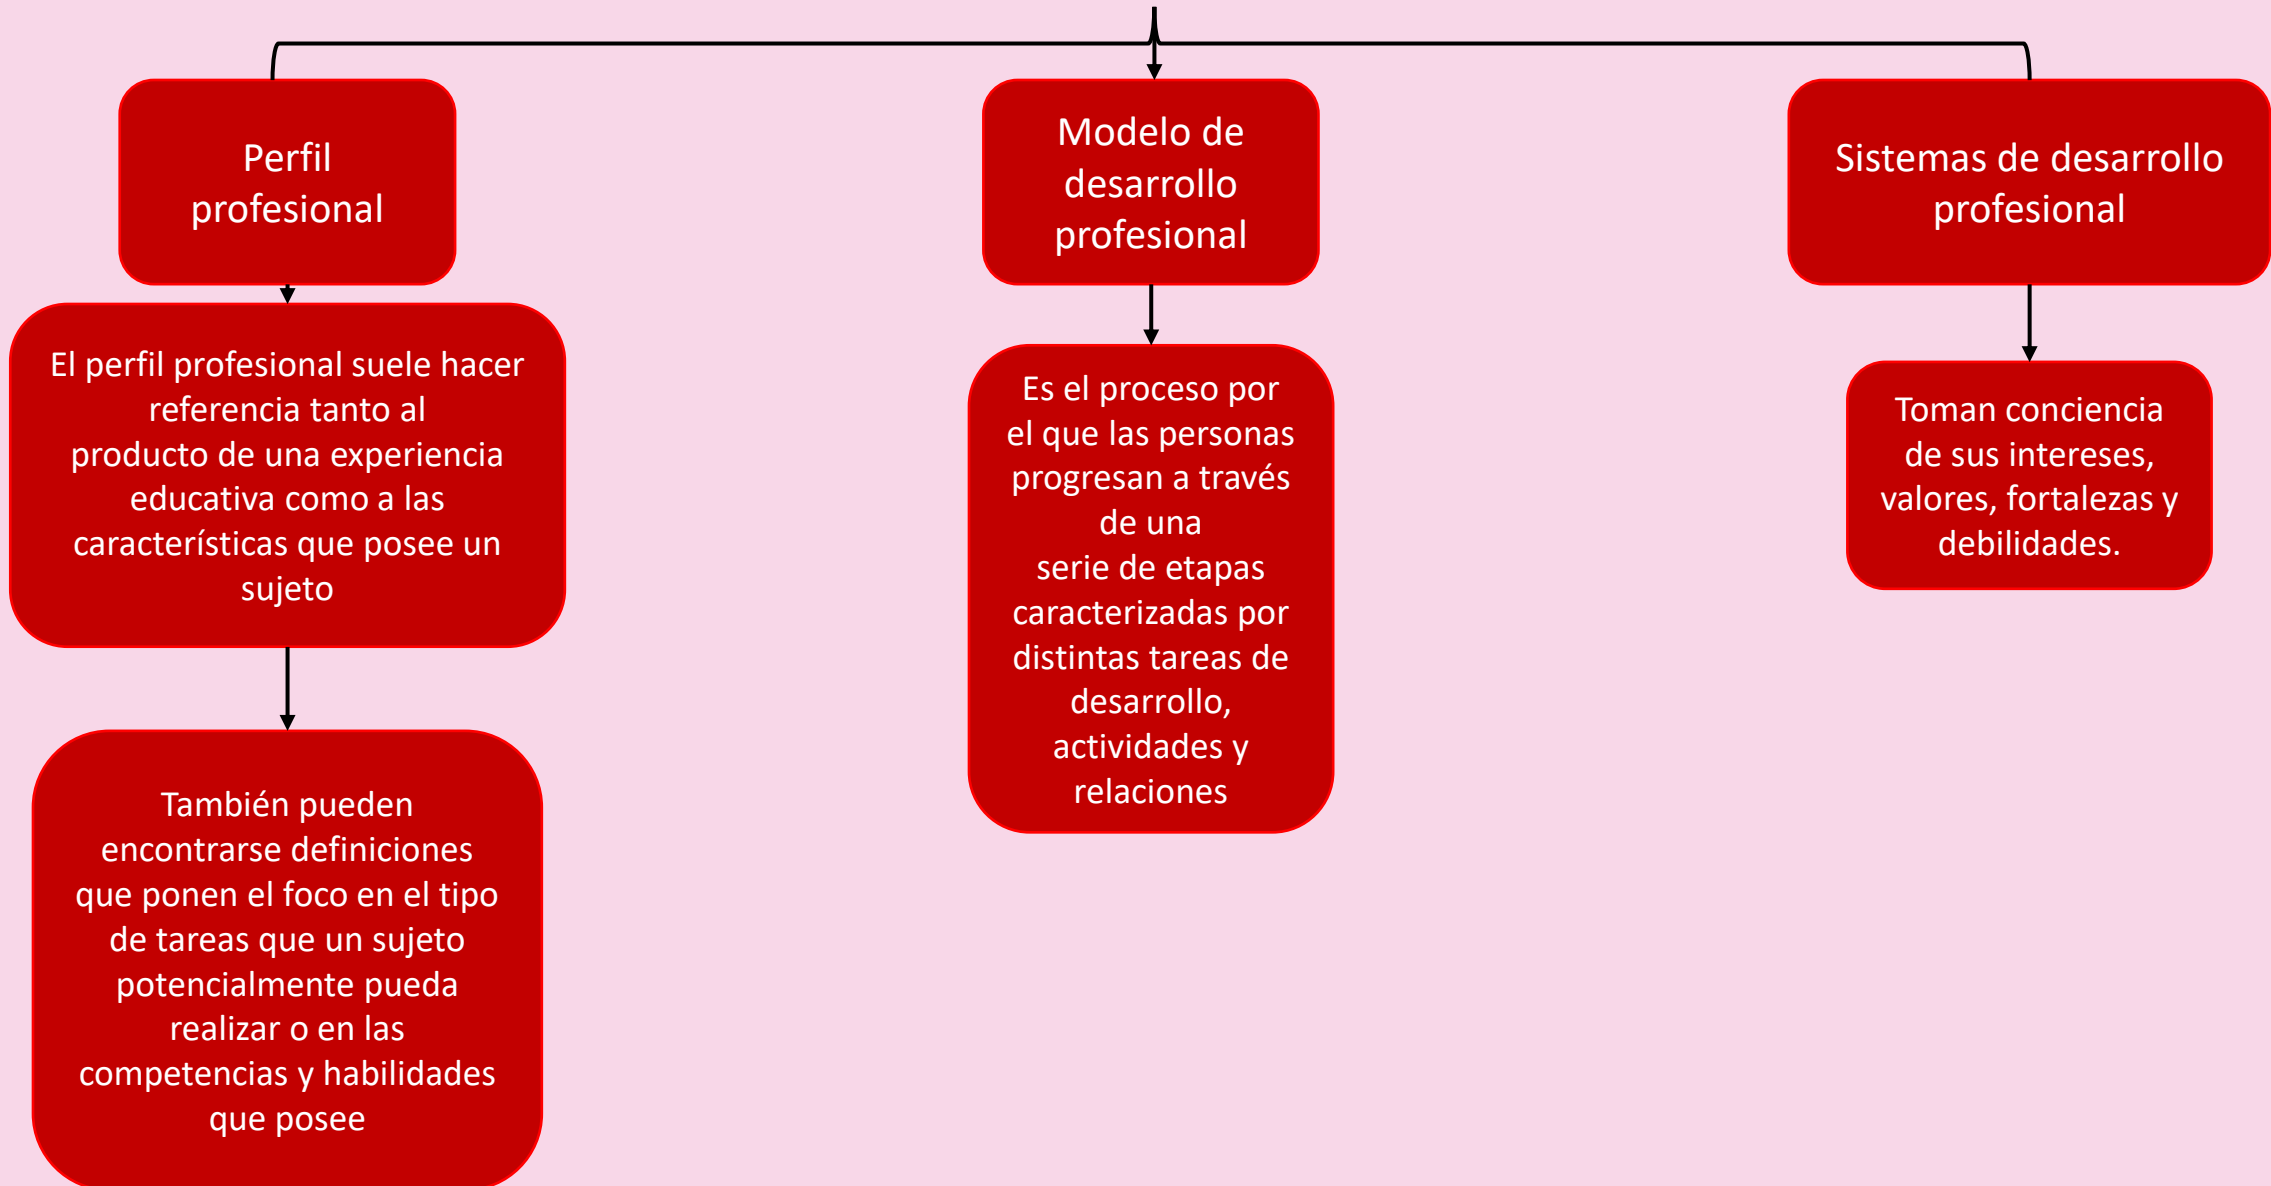 Perfil
profesional
El perfil profesional suele hacer
referencia tanto al
producto de una experiencia
educativa como a las
características que posee un
sujeto
También pueden
encontrarse definiciones
que ponen el foco en el tipo
de tareas que un sujeto
potencialmente pueda
realizar o en las
competencias y habilidades
que posee
Modelo de
desarrollo
profesional
Es el proceso por
el que las personas
progresan a través
de una
serie de etapas
caracterizadas por
distintas tareas de
desarrollo,
actividades y
relaciones
Sistemas de desarrollo
profesional
Toman conciencia
de sus intereses,
valores, fortalezas y
debilidades.